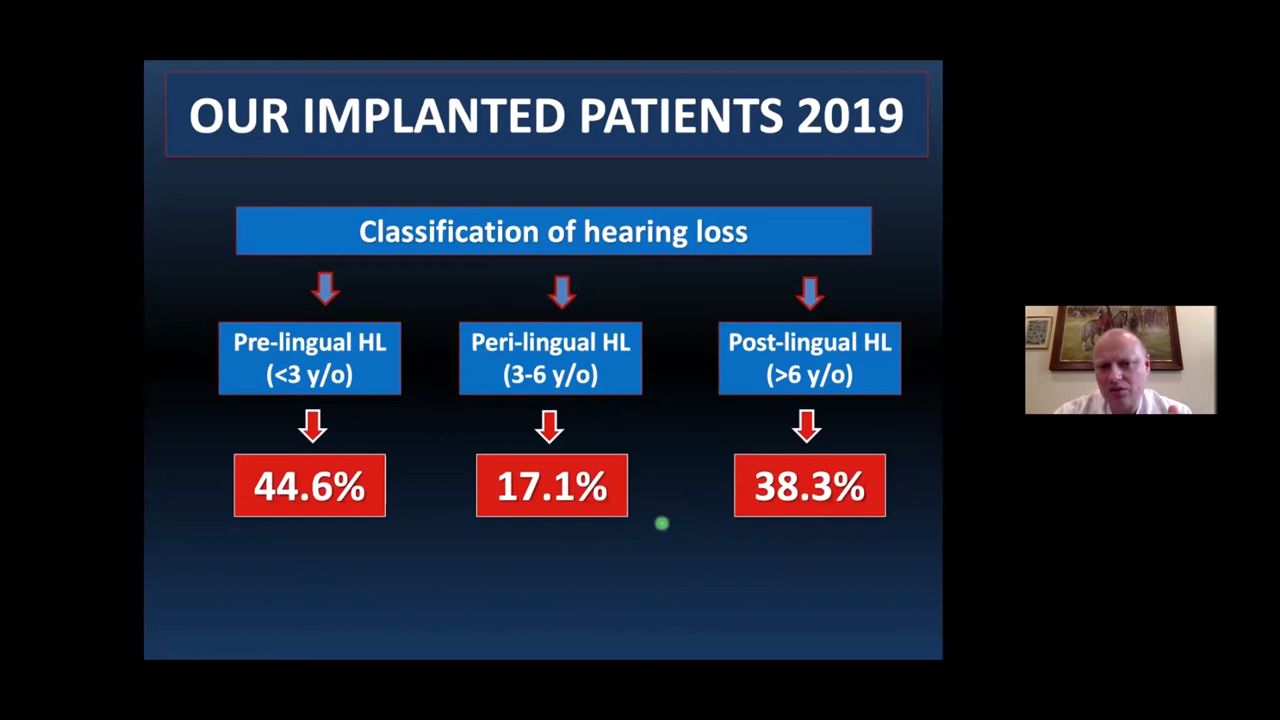 OUR IMPLANTED PATIENTS 2019
Classification of hearing loss
Pre-lingual HL
(<3 y/o)
Peri-lingual HL
(3-6 y/o)
Post-lingual HL
(>6 y/o)
44.6%
17.1%
38.3%